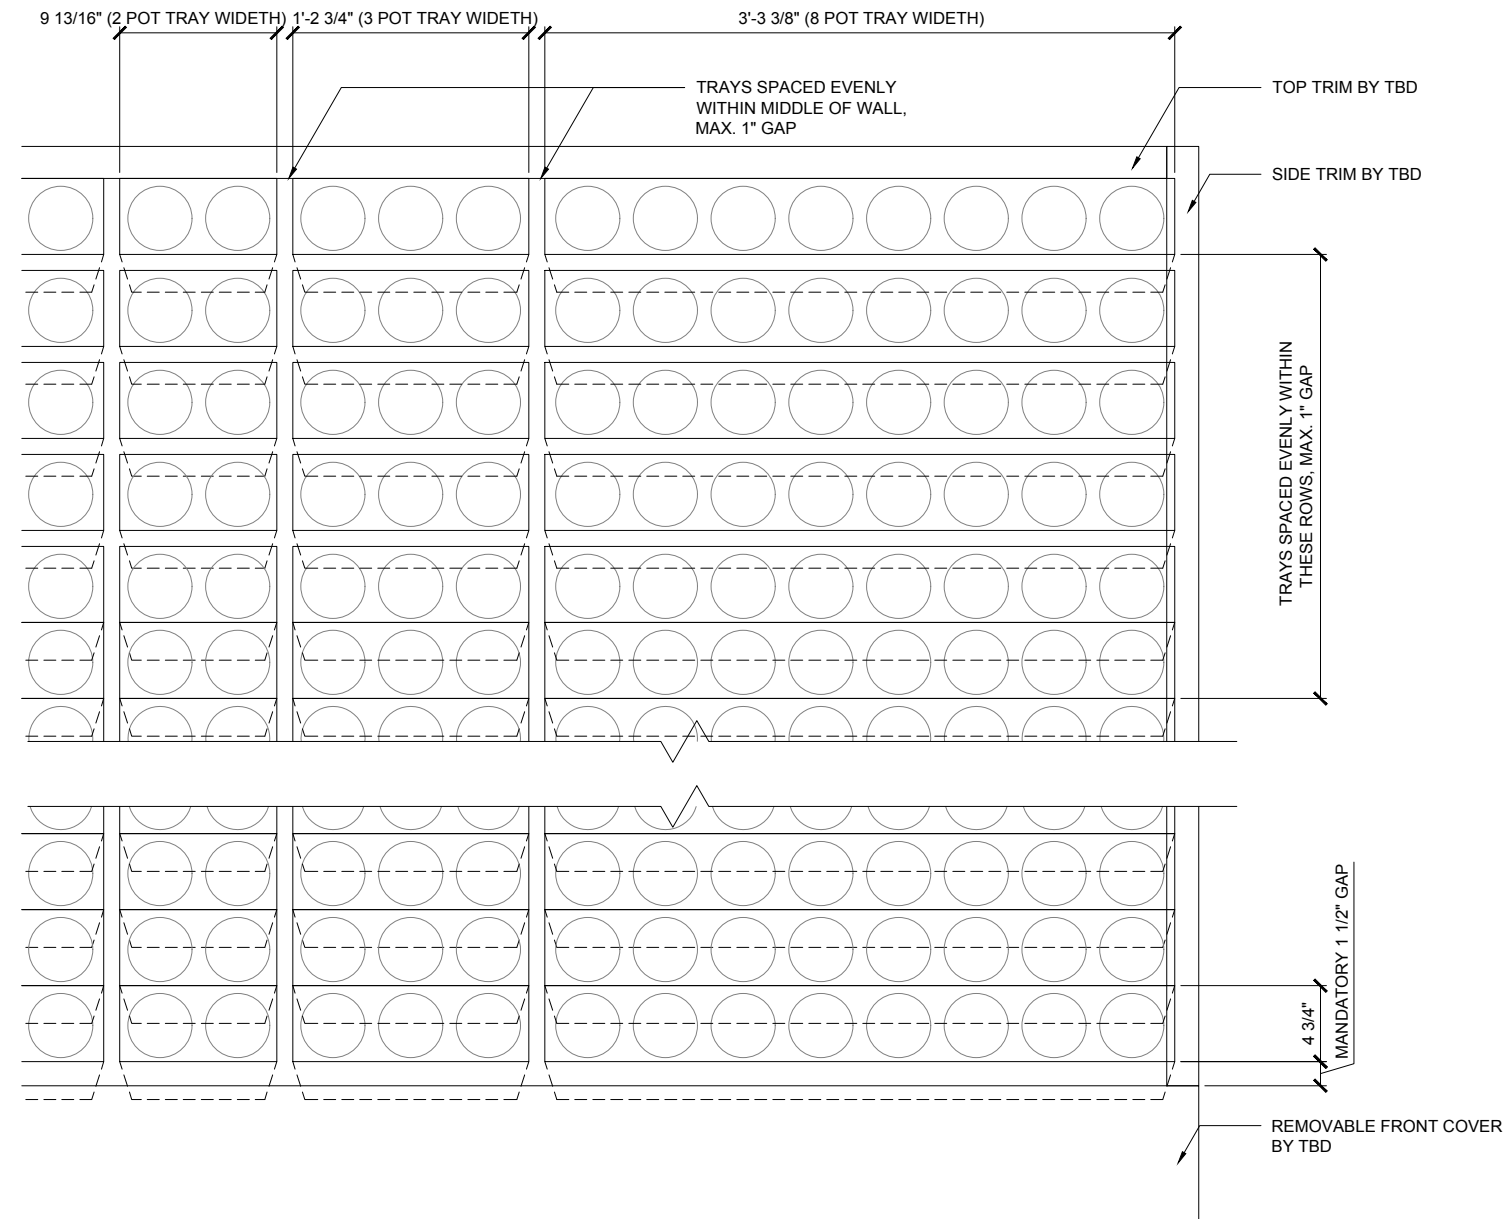 9 13/16" (2 POT TRAY WIDETH)
1'-2 3/4" (3 POT TRAY WIDETH)
3'-3 3/8" (8 POT TRAY WIDETH)
TRAYS SPACED EVENLY
WITHIN MIDDLE OF WALL,
MAX. 1" GAP
TOP TRIM BY TBD
SIDE TRIM BY TBD
TRAYS SPACED EVENLY WITHIN
THESE ROWS, MAX. 1" GAP
4 3/4"
MANDATORY 1 1/2" GAP
REMOVABLE FRONT COVER
BY TBD